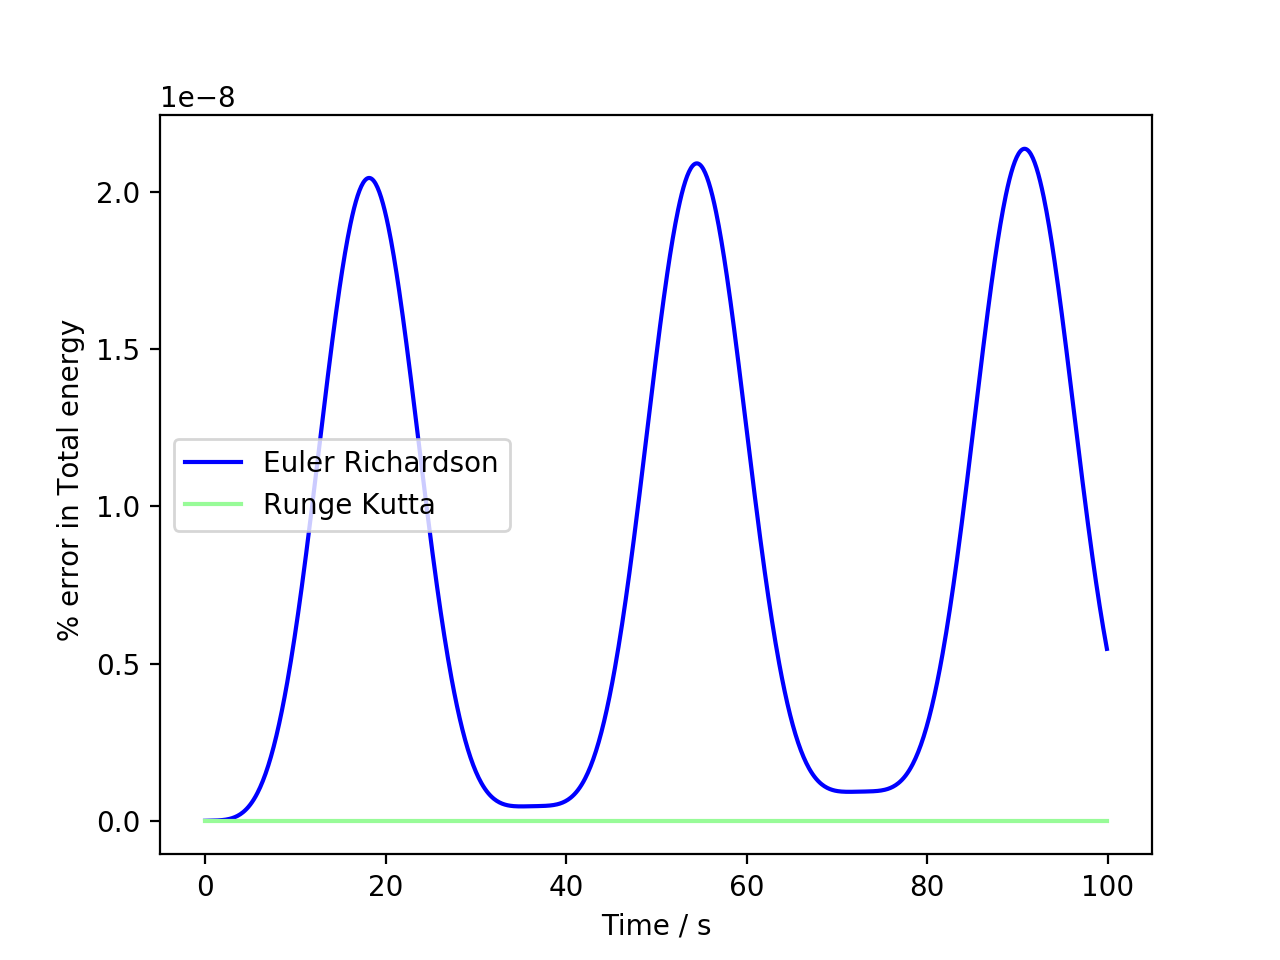 1e−8
2.0
1.5
1.0
0.5
0.0
% error in Total energy
Euler Richardson
Runge Kutta
0 20 40 60 80 100
Time / s